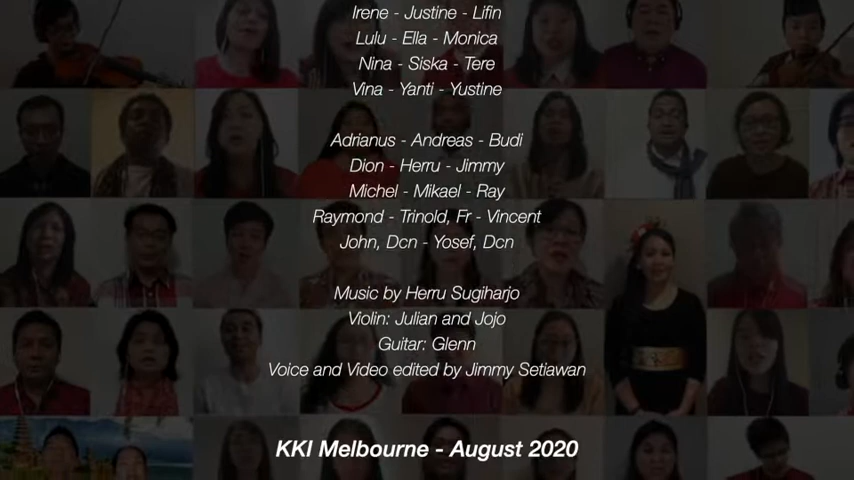 Irene - Justine - Lifin
Lulu - Ella - Monica
Nina - Siska - Tere
Vina - Yanti - Yustine
Adrianus - Andreas - Budi
Dion - Herru - Jimmy
Michel - Mikael - Ray
Raymond - Trinold, Fr - Vincent
John, Dcn - Yosef, Dcn
Music by Herru Sugiharjo
Violin: Julian and Jojo
Guitar: Glenn
Voice and Video edited by Jimmy Setiawan
KKI Melbourne - August 2020